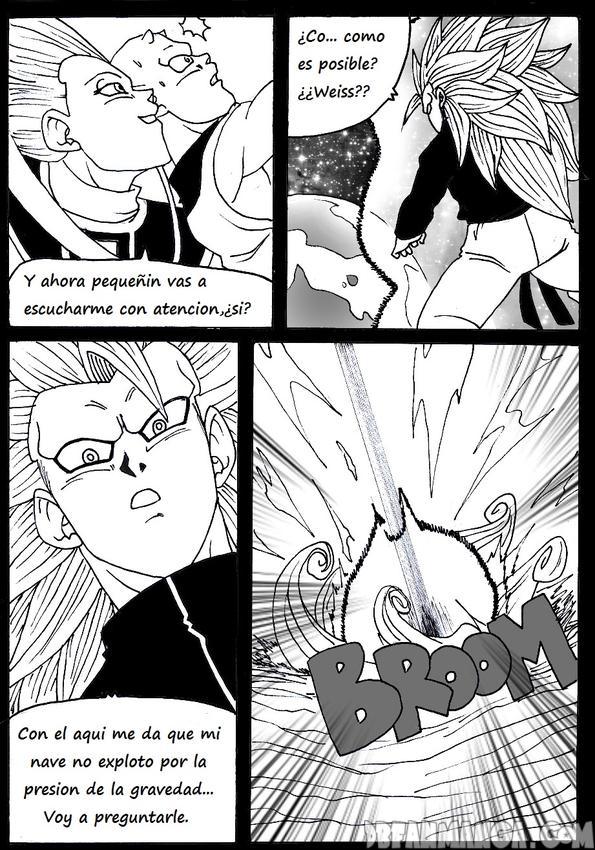 ¿Co... como
es posible?
¿¿Weiss??
Y ahora pequeñin vas a
escucharme con atencion,¿si?
Con el aqui me da que mi
nave no exploto por la
presion de la gravedad...
Voy a preguntarle.
BROOM
DBFANMANGA.COM